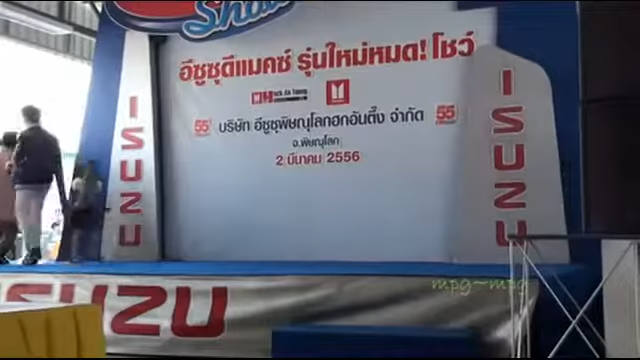 Show
อีซูซุดีแมคซ์ รุ่นใหม่หมด! โชว์
55 บริษัท อีซูซุพิษณุโลกฮกอันตึ๊ง จำกัด 55
จ.พิษณุโลก
2 มีนาคม 2556
ISUZU
ISUZU
ISUZU
mpg~mpg